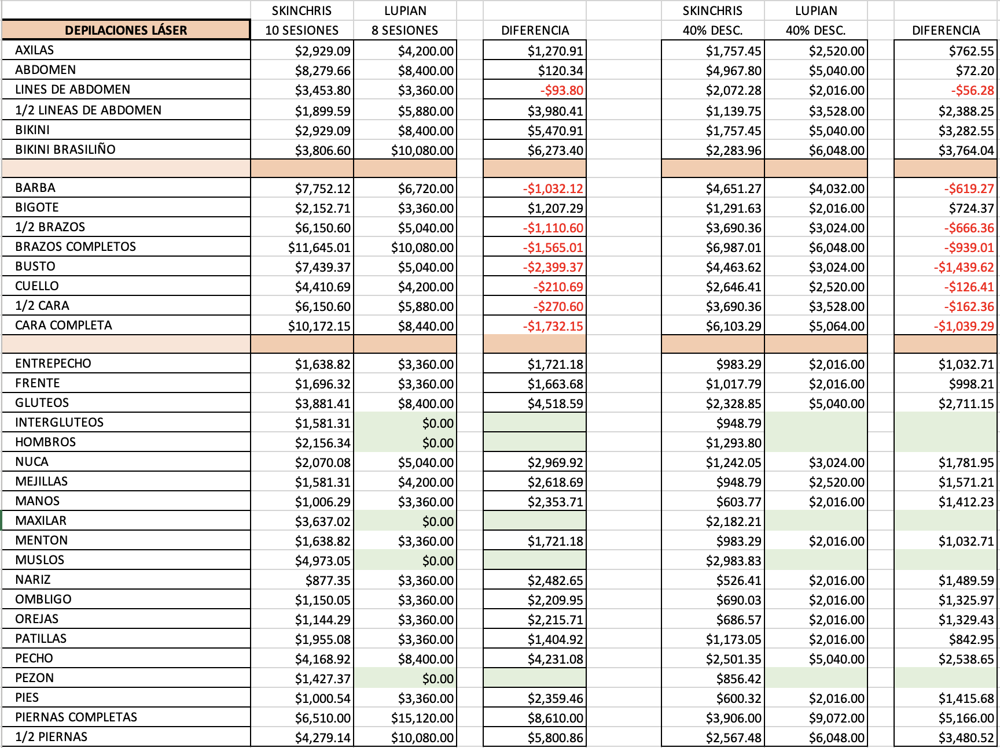 SKINCHRIS LUPIAN SKINCHRIS LUPIAN
DEPILACIONES LÁSER 10 SESIONES 8 SESIONES DIFERENCIA 40% DESC. 40% DESC. DIFERENCIA
AXILAS $2,929.09 $4,200.00 $1,270.91 $1,757.45 $2,520.00 $762.55
ABDOMEN $8,279.66 $8,400.00 $120.34 $4,967.80 $5,040.00 $72.20
LINES DE ABDOMEN $3,453.80 $3,360.00 -$93.80 $2,072.28 $2,016.00 -$56.28
1/2 LINEAS DE ABDOMEN $1,899.59 $5,880.00 $3,980.41 $1,139.75 $3,528.00 $2,388.25
BIKINI $2,929.09 $8,400.00 $5,470.91 $1,757.45 $5,040.00 $3,282.55
BIKINI BRASILIÑO $3,806.60 $10,080.00 $6,273.40 $2,283.96 $6,048.00 $3,764.04
BARBA $7,752.12 $6,720.00 -$1,032.12 $4,651.27 $4,032.00 -$619.27
BIGOTE $2,152.71 $3,360.00 $1,207.29 $1,291.63 $2,016.00 $724.37
1/2 BRAZOS $6,150.60 $5,040.00 -$1,110.60 $3,690.36 $3,024.00 -$666.36
BRAZOS COMPLETOS $11,645.01 $10,080.00 -$1,565.01 $6,987.01 $6,048.00 -$939.01
BUSTO $7,439.37 $5,040.00 -$2,399.37 $4,463.62 $3,024.00 -$1,439.62
CUELLO $4,410.69 $4,200.00 -$210.69 $2,646.41 $2,520.00 -$126.41
1/2 CARA $6,150.60 $5,880.00 -$270.60 $3,690.36 $3,528.00 -$162.36
CARA COMPLETA $10,172.15 $8,440.00 -$1,732.15 $6,103.29 $5,064.00 -$1,039.29
ENTREPECHO $1,638.82 $3,360.00 $1,721.18 $983.29 $2,016.00 $1,032.71
FRENTE $1,696.32 $3,360.00 $1,663.68 $1,017.79 $2,016.00 $998.21
GLUTEOS $3,881.41 $8,400.00 $4,518.59 $2,328.85 $5,040.00 $2,711.15
INTERGLUTEOS $1,581.31 $0.00 $948.79
HOMBROS $2,156.34 $0.00 $1,293.80
NUCA $2,070.08 $5,040.00 $2,969.92 $1,242.05 $3,024.00 $1,781.95
MEJILLAS $1,581.31 $4,200.00 $2,618.69 $948.79 $2,520.00 $1,571.21
MANOS $1,006.29 $3,360.00 $2,353.71 $603.77 $2,016.00 $1,412.23
MAXILAR $3,637.02 $0.00 $2,182.21
MENTON $1,638.82 $3,360.00 $1,721.18 $983.29 $2,016.00 $1,032.71
MUSLOS $4,973.05 $0.00 $2,983.83
NARIZ $877.35 $3,360.00 $2,482.65 $526.41 $2,016.00 $1,489.59
OMBLIGO $1,150.05 $3,360.00 $2,209.95 $690.03 $2,016.00 $1,325.97
OREJAS $1,144.29 $3,360.00 $2,215.71 $686.57 $2,016.00 $1,329.43
PATILLAS $1,955.08 $3,360.00 $1,404.92 $1,173.05 $2,016.00 $842.95
PECHO $4,168.92 $8,400.00 $4,231.08 $2,501.35 $5,040.00 $2,538.65
PEZON $1,427.37 $0.00 $856.42
PIES $1,000.54 $3,360.00 $2,359.46 $600.32 $2,016.00 $1,415.68
PIERNAS COMPLETAS $6,510.00 $15,120.00 $8,610.00 $3,906.00 $9,072.00 $5,166.00
1/2 PIERNAS $4,279.14 $10,080.00 $5,800.86 $2,567.48 $6,048.00 $3,480.52